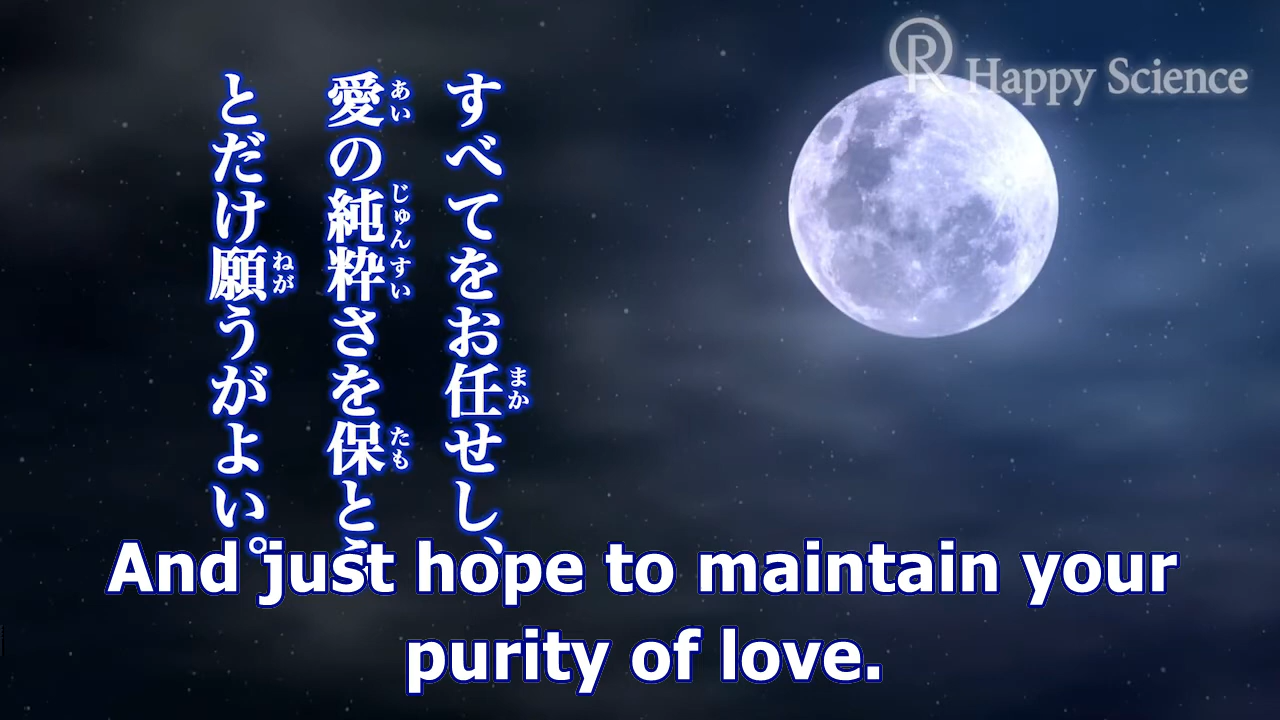 Happy Science
すべてをお任せし、
愛の純粋さを保とう
とだけ願うがよい。
まか
あい
じゅんすい
たも
ねが
And just hope to maintain your
purity of love.